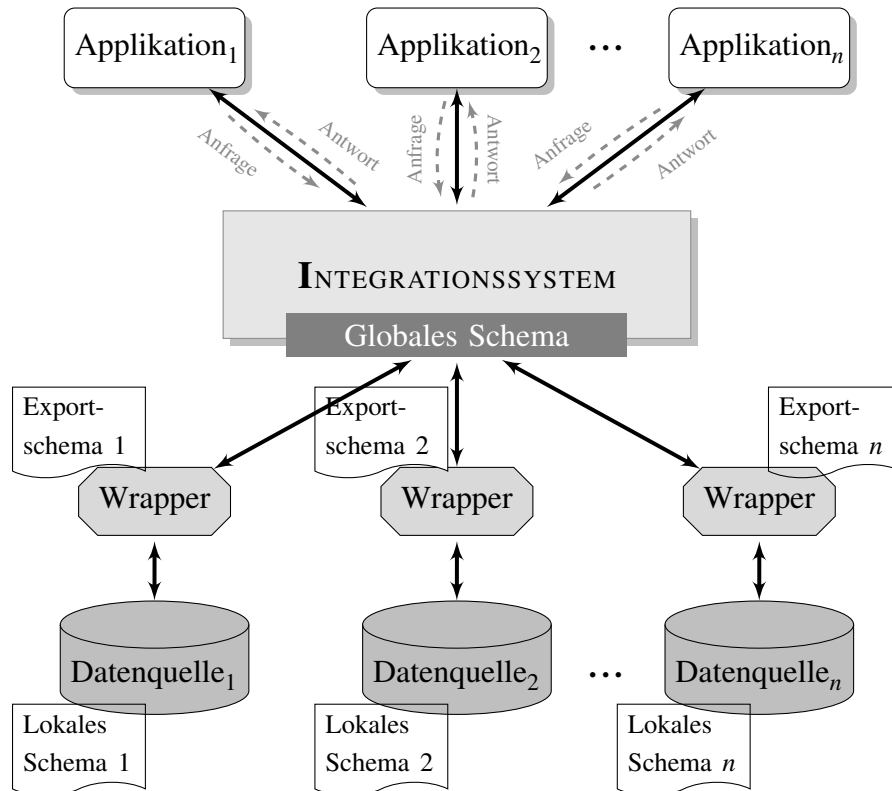 Applikation1
Applikation2
...
Applikationn
Anfrage
Antwort
Anfrage
Antwort
Anfrage
Antwort
INTEGRATIONSSYSTEM
Globales Schema
Export-
schema 1
Export-
schema 2
Export-
schema n
Wrapper
Wrapper
Wrapper
Datenquelle1
Datenquelle2
...
Datenquellen
Lokales
Schema 1
Lokales
Schema 2
Lokales
Schema n